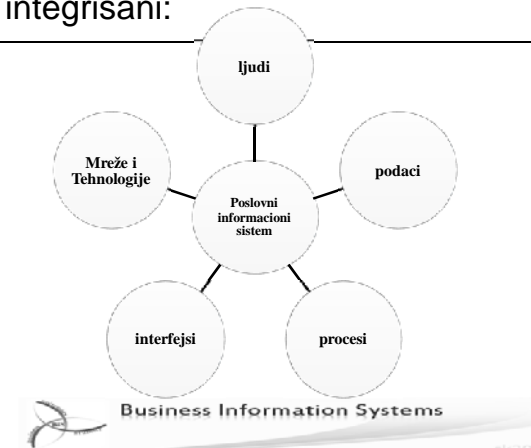 integrisani:
ljudi
Mreže i
Tehnologije
podaci
Poslovni
informacioni
sistem
interfejsi
procesi
Business Information Systems